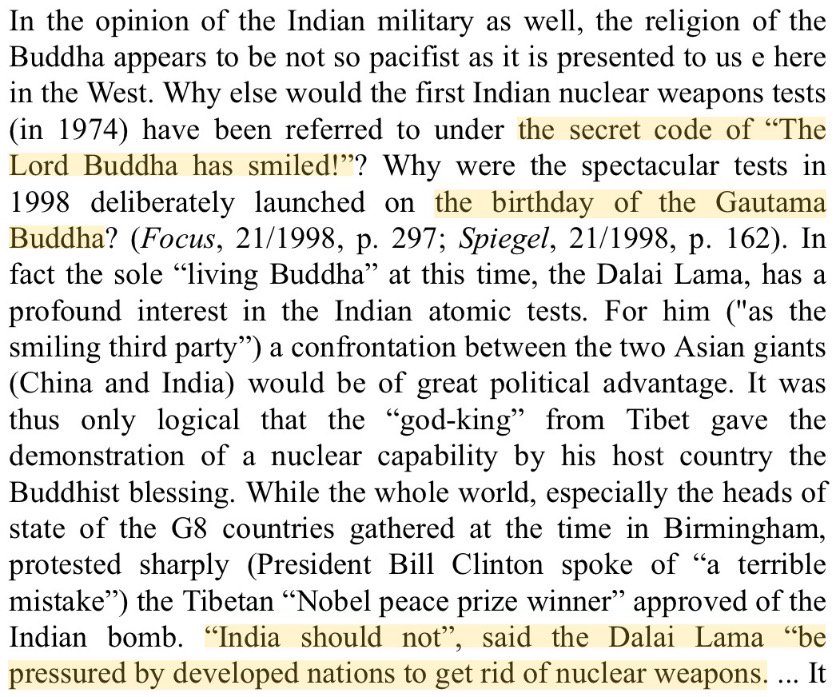 In the opinion of the Indian military as well, the religion of the
Buddha appears to be not so pacifist as it is presented to us e here
in the West. Why else would the first Indian nuclear weapons tests
(in 1974) have been referred to under the secret code of “The
Lord Buddha has smiled!”? Why were the spectacular tests in
1998 deliberately launched on the birthday of the Gautama
Buddha? (Focus, 21/1998, p. 297; Spiegel, 21/1998, p. 162). In
fact the sole “living Buddha” at this time, the Dalai Lama, has a
profound interest in the Indian atomic tests. For him ("as the
smiling third party”) a confrontation between the two Asian giants
(China and India) would be of great political advantage. It was
thus only logical that the “god-king” from Tibet gave the
demonstration of a nuclear capability by his host country the
Buddhist blessing. While the whole world, especially the heads of
state of the G8 countries gathered at the time in Birmingham,
protested sharply (President Bill Clinton spoke of “a terrible
mistake”) the Tibetan “Nobel peace prize winner” approved of the
Indian bomb. “India should not”, said the Dalai Lama “be
pressured by developed nations to get rid of nuclear weapons. ... It